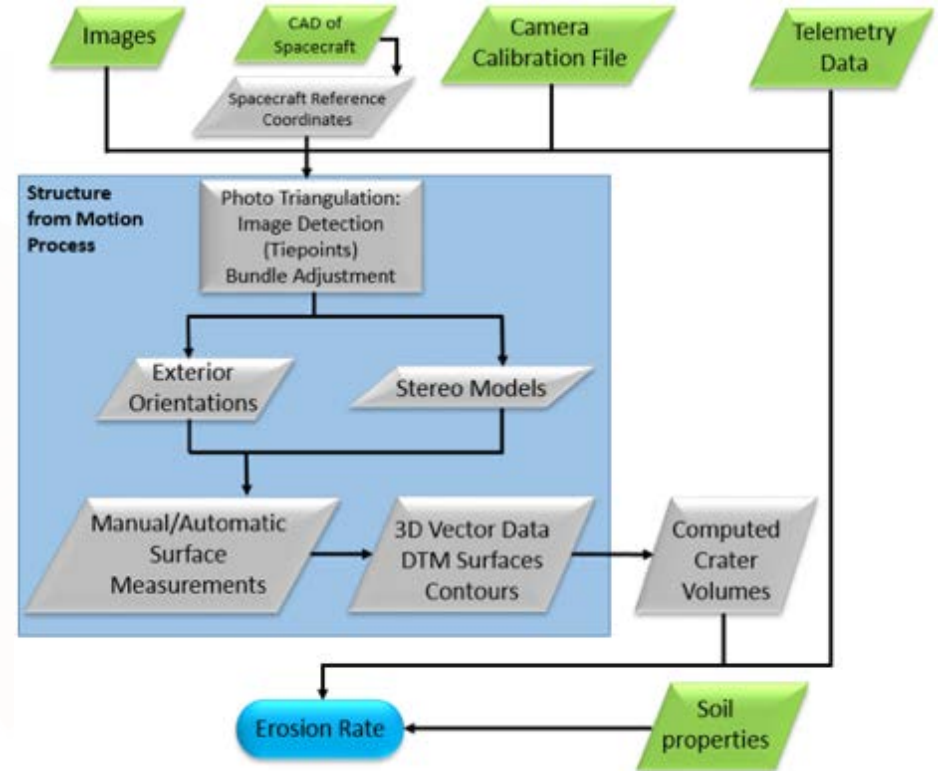 Images
CAD of
Spacecraft
Camera
Calibration File
Telemetry
Data
Spacecraft Reference
Coordinates
Structure
from Motion
Process
Photo Triangulation:
Image Detection
(Tiepoints)
Bundle Adjustment
Exterior
Orientations
Stereo Models
Manual/Automatic
Surface
Measurements
3D Vector Data
DTM Surfaces
Contours
Computed
Crater
Volumes
Erosion Rate
Soil
properties